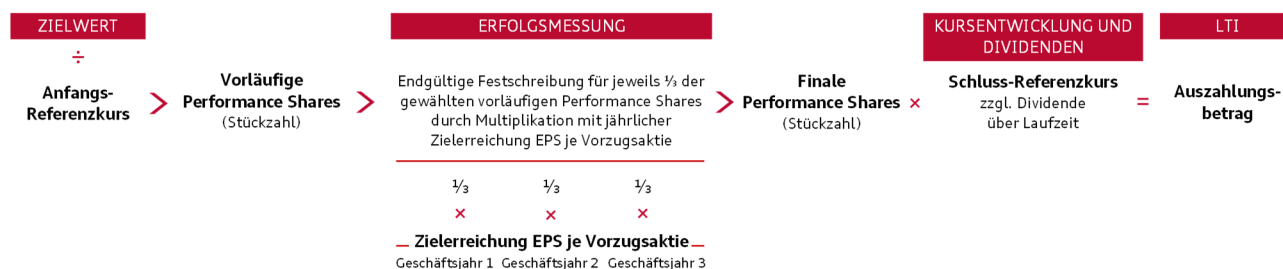 ZIELWERT
÷
Anfangs-
Referenzkurs
>
Vorläufige
Performance Shares
(Stückzahl)
>
ERFOLGSMESSUNG
Endgültige Festschreibung für jeweils ⅓ der
gewählten vorläufigen Performance Shares
durch Multiplikation mit jährlicher
Zielerreichung EPS je Vorzugsaktie
⅓ ⅓ ⅓
× × ×
Zielerreichung EPS je Vorzugsaktie
Geschäftsjahr 1 Geschäftsjahr 2 Geschäftsjahr 3
>
Finale
Performance Shares
(Stückzahl)
×
KURSENTWICKLUNG UND
DIVIDENDEN
Schluss-Referenzkurs
zzgl. Dividende
über Laufzeit
=
LTI
Auszahlungs-
betrag